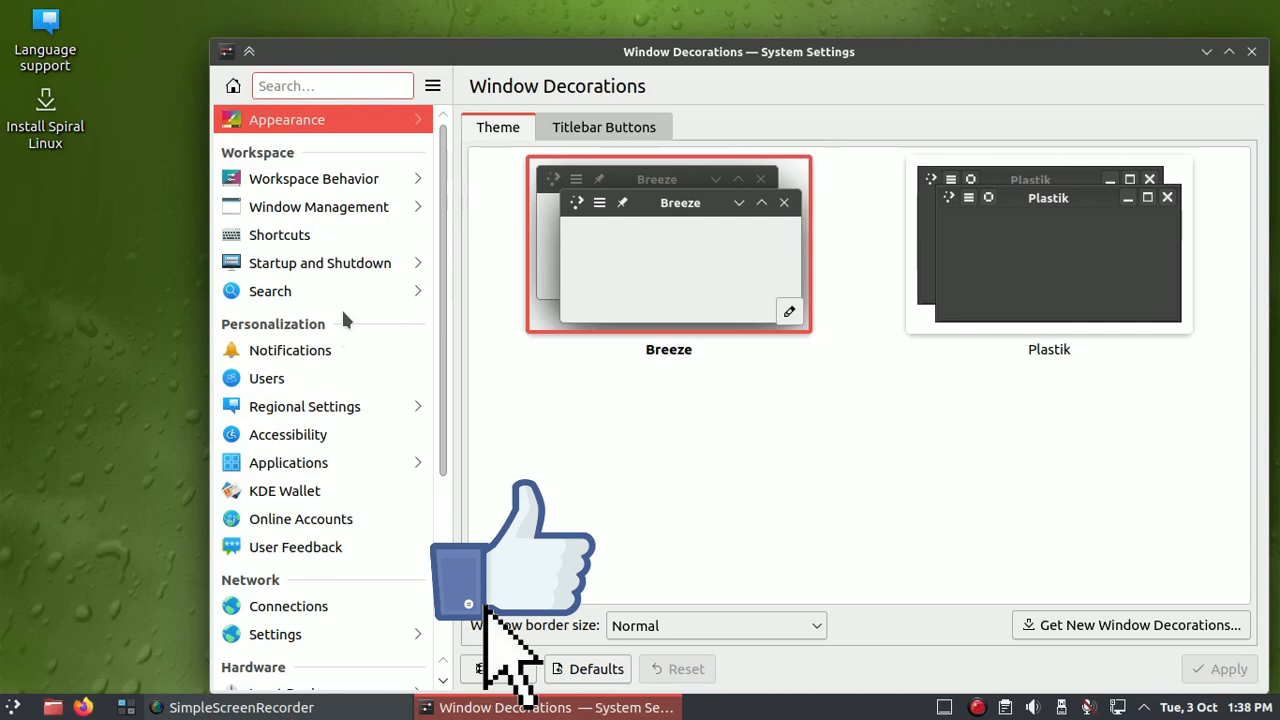 Language
support
Install Spiral
Linux
Window Decorations — System Settings
Search...
Window Decorations
Appearance
Theme
Titlebar Buttons
Workspace
Workspace Behavior
Window Management
Shortcuts
Startup and Shutdown
Search
Breeze
Breeze
Breeze
Plastik
Plastik
Plastik
Personalization
Notifications
Users
Regional Settings
Accessibility
Applications
KDE Wallet
Online Accounts
User Feedback
Network
Connections
Settings
Hardware
border size:
Normal
Get New Window Decorations...
Defaults
Reset
Apply
SimpleScreenRecorder
Window Decorations — System Se...
Tue, 3 Oct
1:38 PM